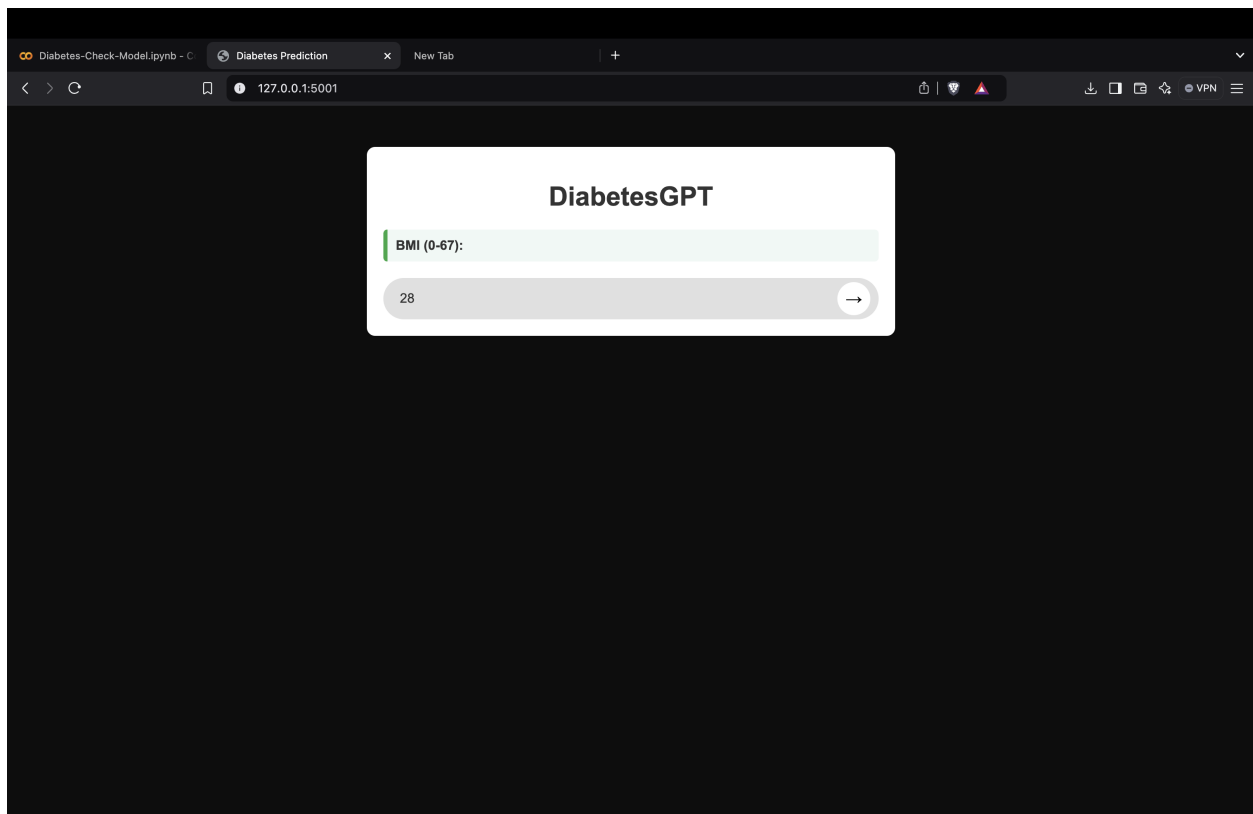 Diabetes-Check-Model.ipynb - C
Diabetes Prediction
New Tab
127.0.0.1:5001
VPN
DiabetesGPT
BMI (0-67):
28